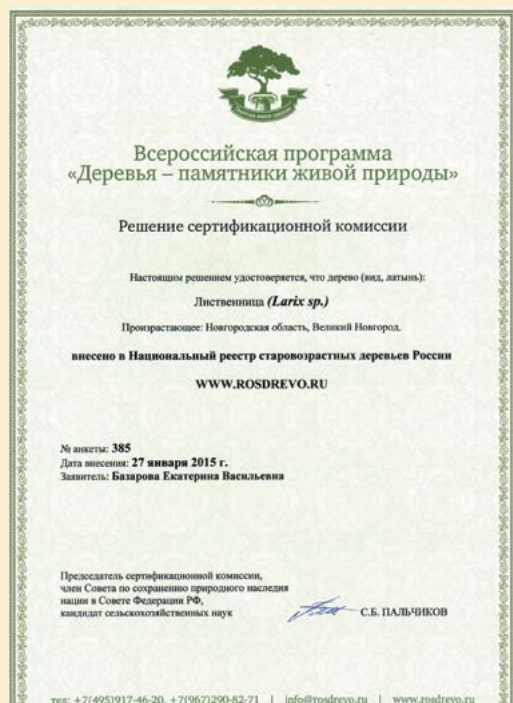 Всероссийская программа
«Деревья – памятники живой природы»
Решение сертификационной комиссии
Настоящим решением удостоверяется, что дерево (вид, латынь):
Лиственница (Larix sp.)
Произрастающее: Новгородская область, Великий Новгород.
внесено в Национальный реестр старовозрастных деревьев России
WWW.ROSDREVO.RU
№ анкеты: 385
Дата внесения: 27 января 2015 г.
Заявитель: Базарова Екатерина Васильевна
Председатель сертификационной комиссии,
член Совета по сохранению природного наследия
нации в Совете Федерации РФ,
кандидат сельскохозяйственных наук
С.Б. ПАЛЬЧИКОВ
тел: +7(495)917-46-20, +7(967)290-82-71 | info@rosdrevo.ru | www.rosdrevo.ru